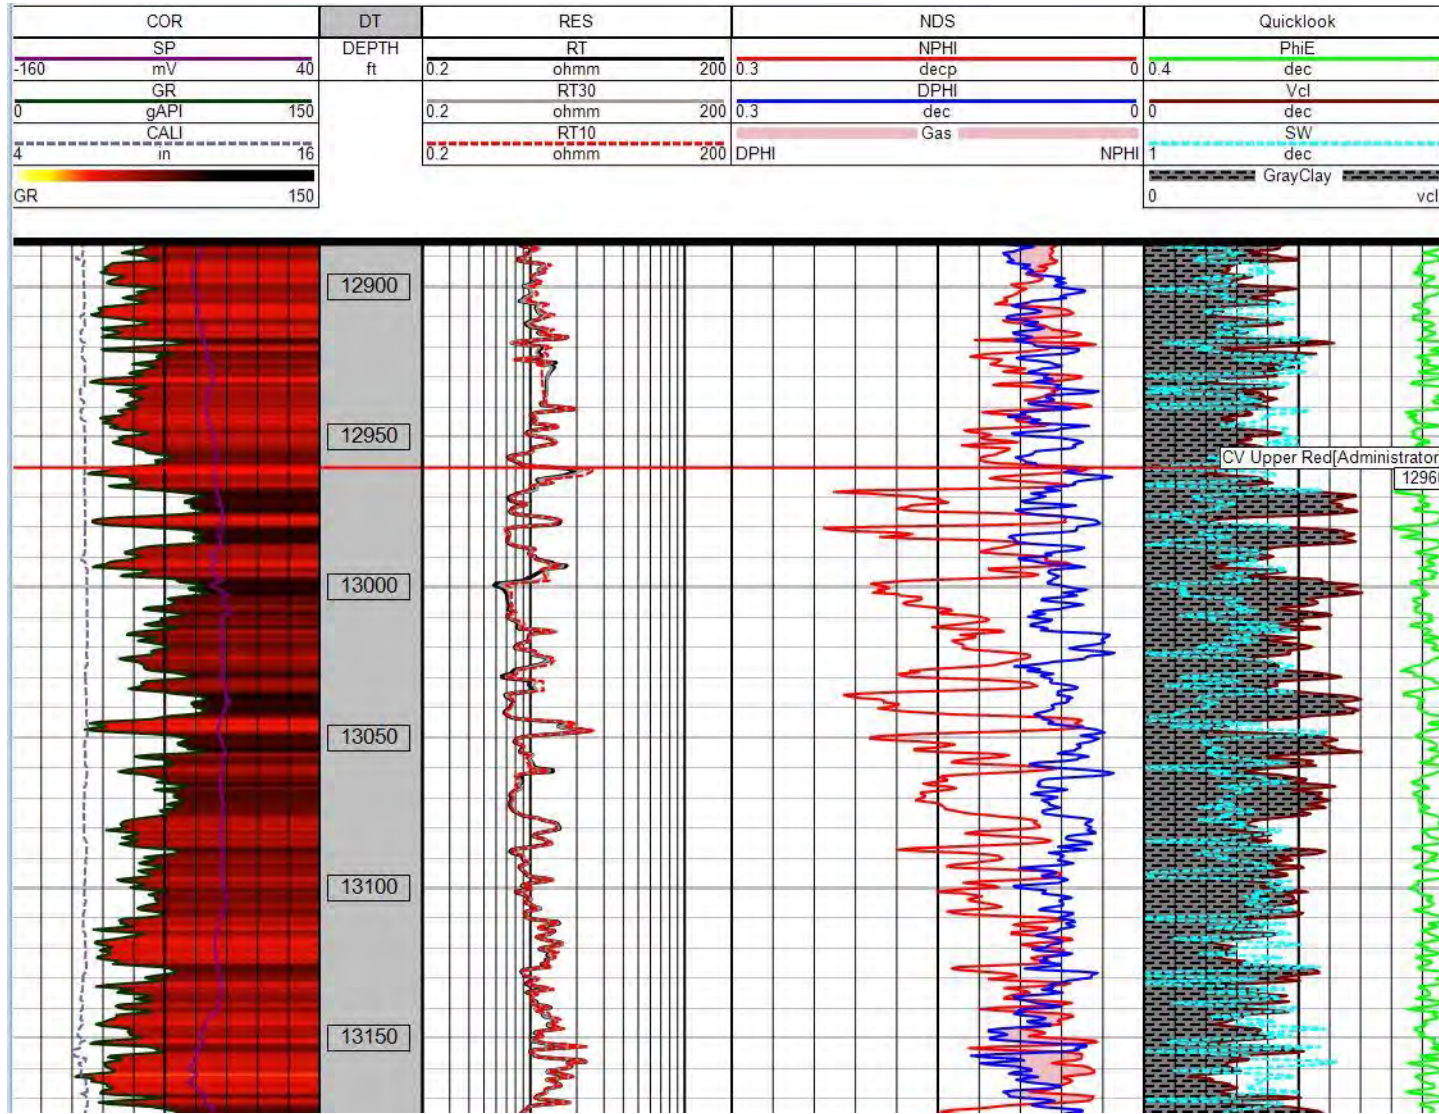 COR DT RES NDS Quicklook
SP DEPTH RT NPHI PhiE
-160 mV 40 ft 0.2 ohmm 200 0.3 decp 0 0.4 dec
GR RT30 DPHI Vcl
0 gAPI 150 0.2 ohmm 200 0.3 dec 0 0 dec
CALI RT10 Gas SW
4 in 16 0.2 ohmm 200 DPHI NPHI 1 dec
GrayClay
GR 150 0 vcl
12900
12950
CV Upper Red[Administrator
1296
13000
13050
13100
13150